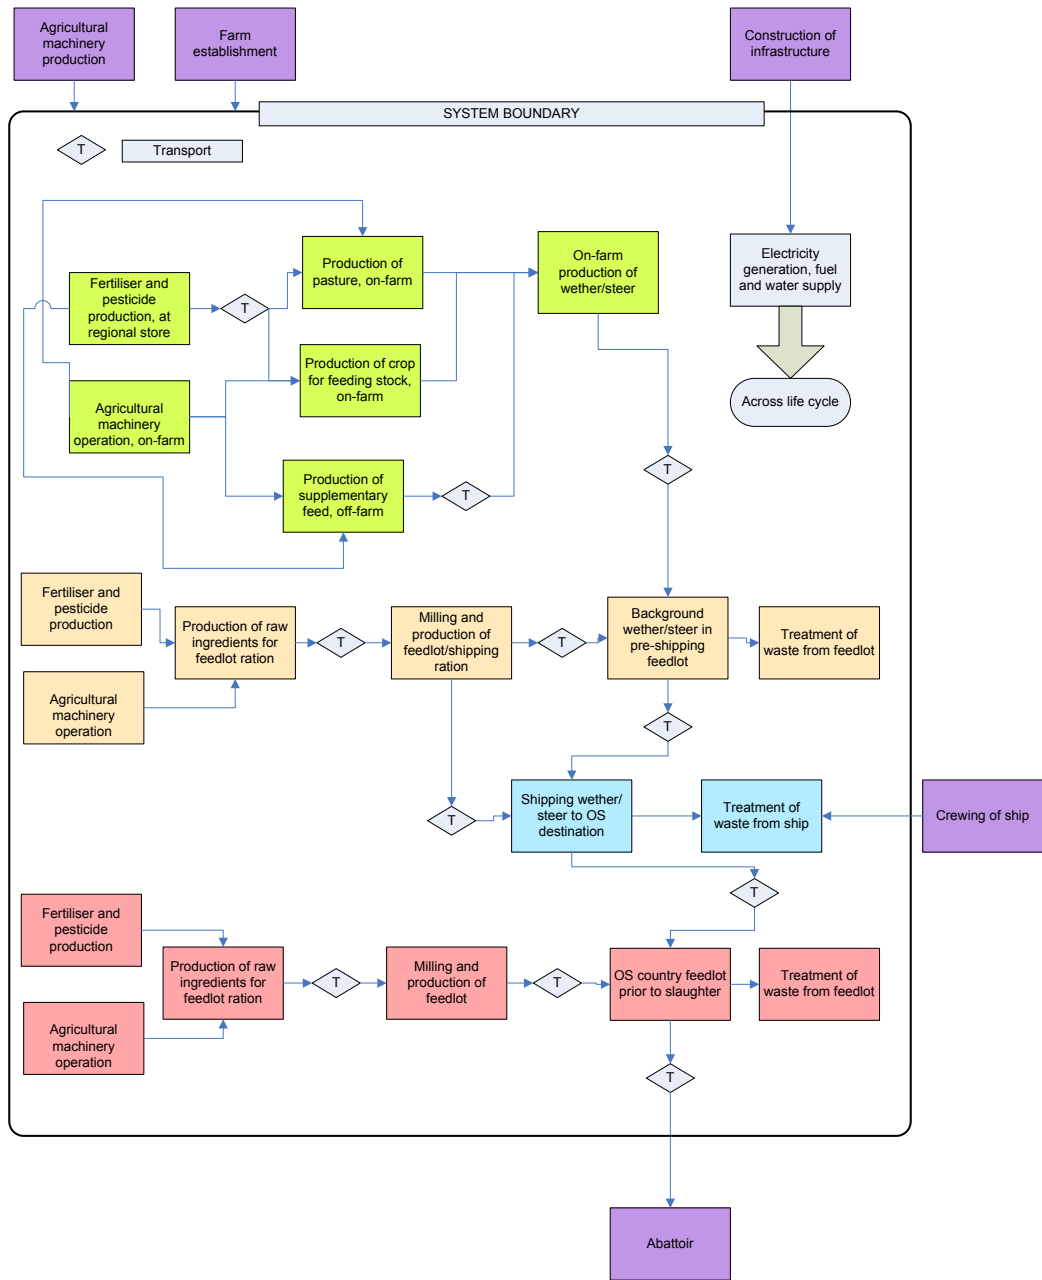 Agricultural
machinery
production
Farm
establishment
Construction of
infrastructure
SYSTEM BOUNDARY
T
Transport
Production of
pasture, on-farm
On-farm
production of
wether/steer
Electricity
generation, fuel
and water supply
Fertiliser and
pesticide
production, at
regional store
T
Production of crop
for feeding stock,
on-farm
Across life cycle
Agricultural
machinery
operation, on-farm
T
Production of
supplementary
feed, off-farm
T
Fertiliser and
pesticide
production
Production of raw
ingredients for
feedlot ration
T
Milling and
production of
feedlot/shipping
ration
T
Background
wether/steer in
pre-shipping
feedlot
Treatment of
waste from feedlot
Agricultural
machinery
operation
T
T
Shipping wether/
steer to OS
destination
Treatment of
waste from ship
Crewing of ship
T
Fertiliser and
pesticide
production
Production of raw
ingredients for
feedlot ration
T
Milling and
production of
feedlot
T
OS country feedlot
prior to slaughter
Treatment of
waste from feedlot
Agricultural
machinery
operation
T
Abattoir